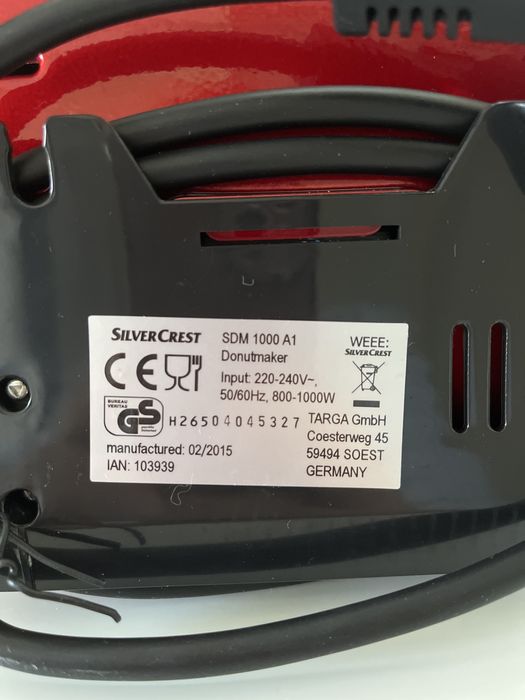 SILVERCREST
SDM 1000 A1
Donutmaker
Input: 220-240V~,
50/60Hz, 800-1000W
WEEE:
SILVERCREST
CE
BUREAU
VERITAS
GS
H26504045327
manufactured: 02/2015
IAN: 103939
TARGA GmbH
Coesterweg 45
59494 SOEST
GERMANY